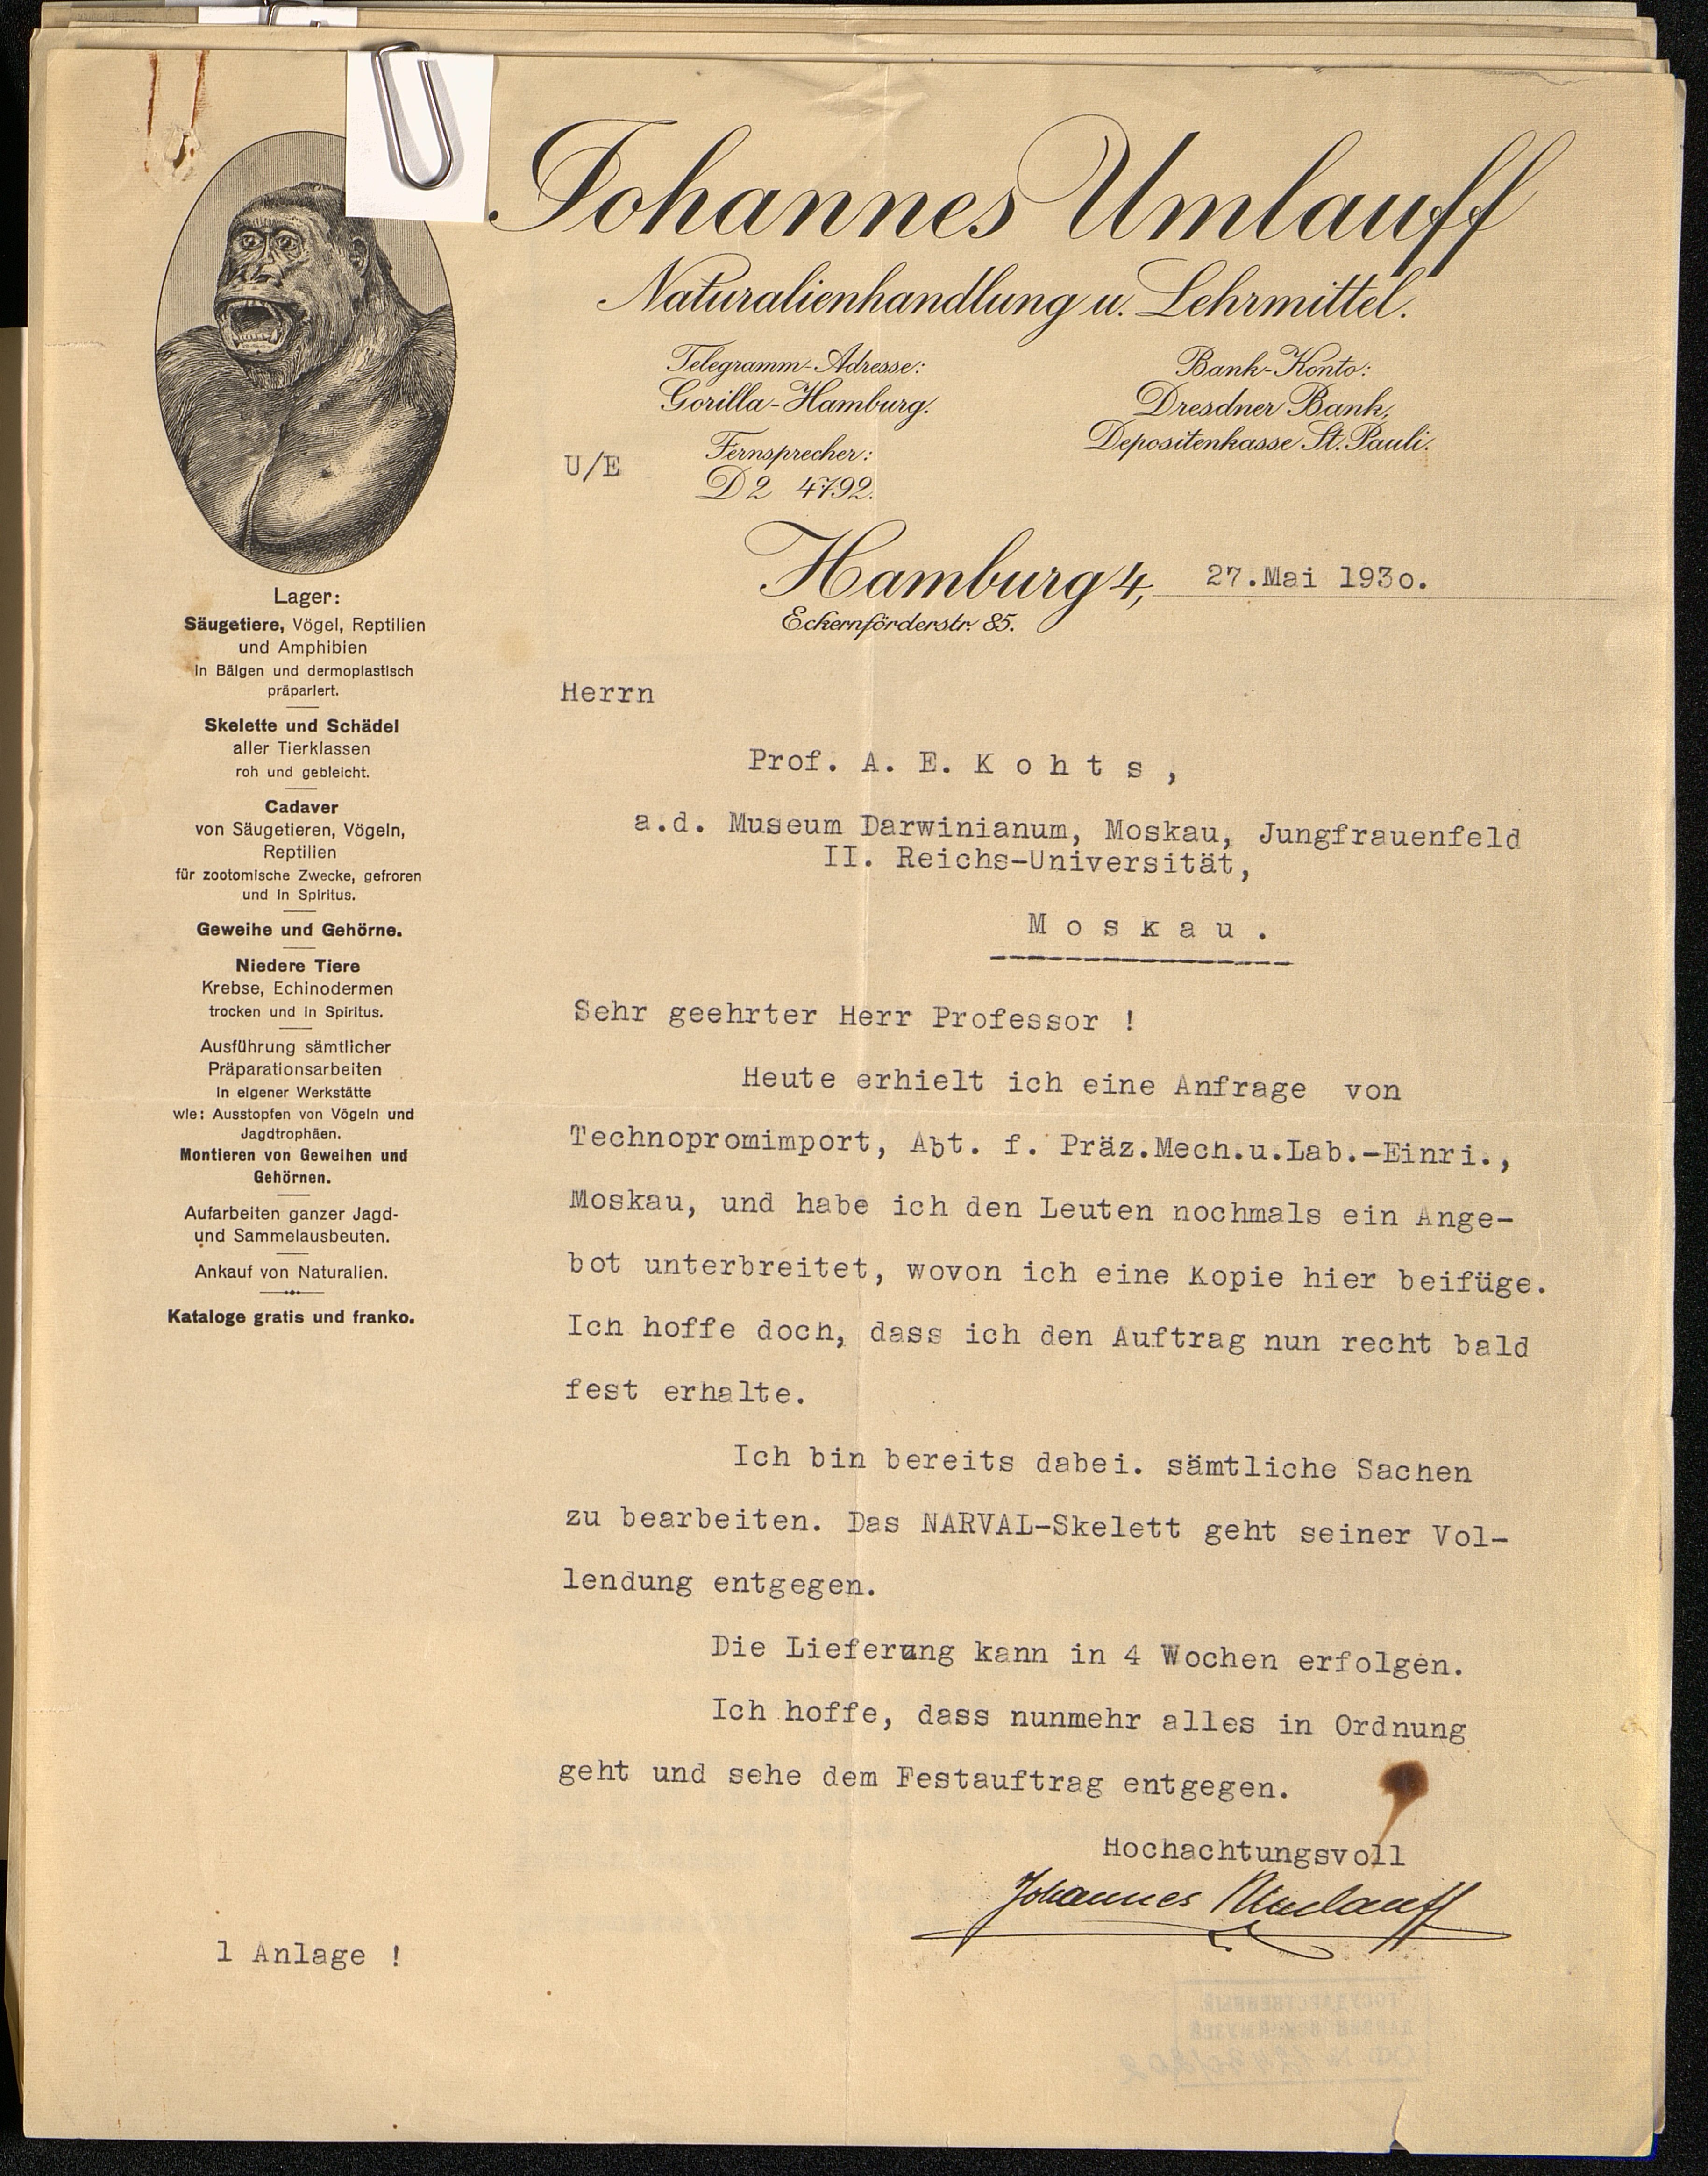 Johannes Umlauff
Naturalienhandlung u. Lehrmittel.
Telegramm-Adresse:
Gorilla-Hamburg.
Fernsprecher:
D2 4792.
Bank-Konto:
Dresdner Bank,
Depositenkasse St. Pauli.
U/E
Hamburg 4, 27.Mai 193o.
Eckernförderstr. 85.
Lager:
Säugetiere, Vögel, Reptilien
und Amphibien
in Bälgen und dermoplastisch
präpariert.
Skelette und Schädel
aller Tierklassen
roh und gebleicht.
Cadaver
von Säugetieren, Vögeln,
Reptilien
für zootomische Zwecke, gefroren
und in Spiritus.
Geweihe und Gehörne.
Niedere Tiere
Krebse, Echinodermen
trocken und in Spiritus.
Ausführung sämtlicher
Präparationsarbeiten
in eigener Werkstätte
wie: Ausstopfen von Vögeln und
Jagdtrophäen.
Montieren von Geweihen und
Gehörnen.
Aufarbeiten ganzer Jagd-
und Sammelausbeuten.
Ankauf von Naturalien.
Kataloge gratis und franko.
Herrn
Prof. A. E. K o h t s ,
a.d. Museum Darwinianum, Moskau, Jungfrauenfeld
II. Reichs-Universität,
M o s k a u .
Sehr geehrter Herr Professor !
Heute erhielt ich eine Anfrage von
Technopromimport, Abt. f. Präz.Mech.u.Lab.-Einri.,
Moskau, und habe ich den Leuten nochmals ein Ange-
bot unterbreitet, wovon ich eine Kopie hier beifüge.
Ich hoffe doch, dass ich den Auftrag nun recht bald
fest erhalte.
Ich bin bereits dabei. sämtliche Sachen
zu bearbeiten. Das NARVAL-Skelett geht seiner Vol-
lendung entgegen.
Die Lieferung kann in 4 Wochen erfolgen.
Ich hoffe, dass nunmehr alles in Ordnung
geht und sehe dem Festauftrag entgegen.
Hochachtungsvoll
Johannes Umlauff
1 Anlage !